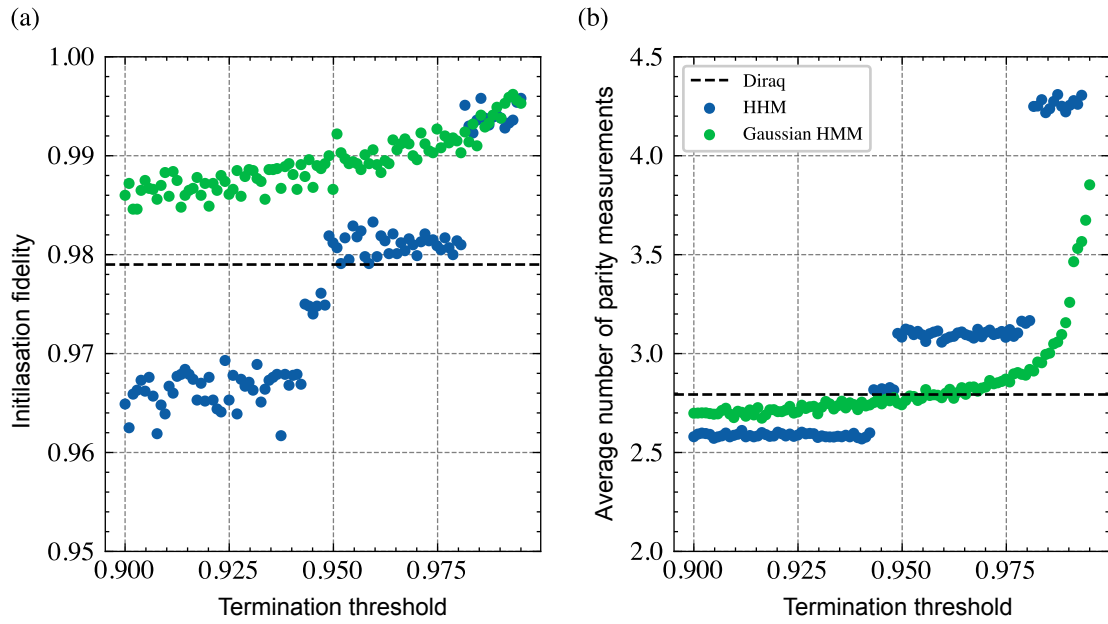 (a)
(b)
1.00
0.99
0.98
0.97
0.96
0.95
Initilasation fidelity
0.900
0.925
0.950
0.975
Termination threshold
4.5
4.0
3.5
3.0
2.5
2.0
Average number of parity measurements
Diraq
HHM
Gaussian HMM
0.900
0.925
0.950
0.975
Termination threshold